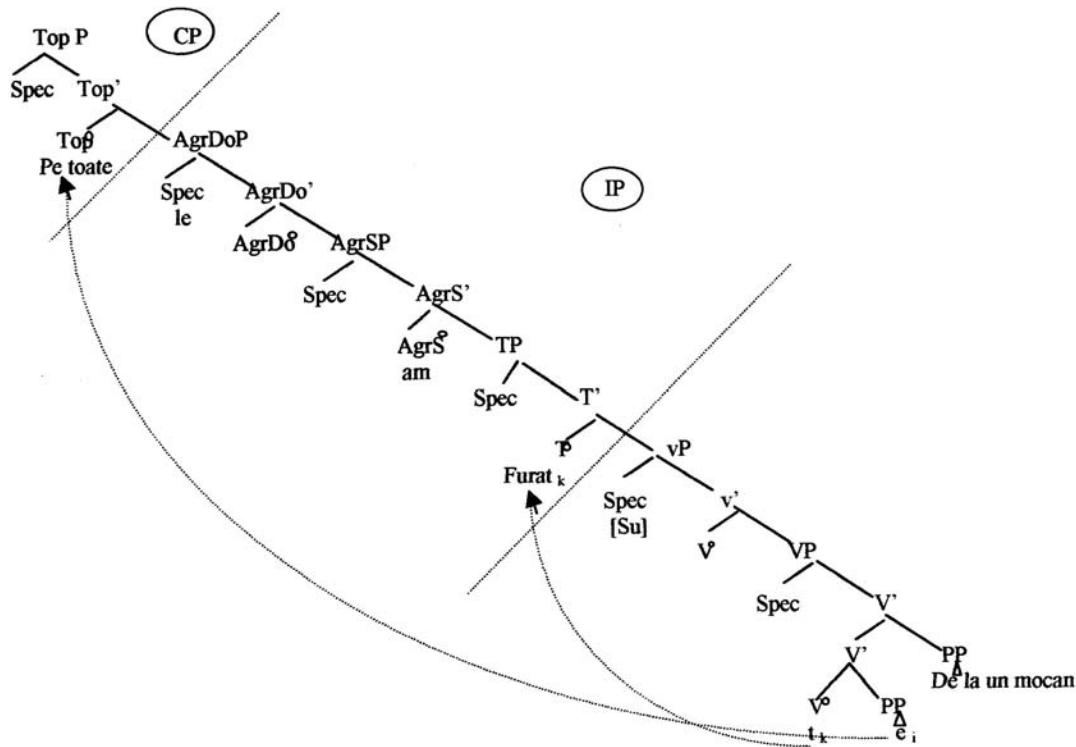 Top P
CP
Spec
Top'
Top°
AgrDoP
Pe toate
Spec
AgrDo'
IP
le
AgrDo°
AgrSP
Spec
AgrS'
AgrS°
TP
am
Spec
T'
T°
vP
Furat k
Spec
v'
[Su]
V°
VP
Spec
V'
V'
PP
De la un mocan
V°
PP
t k
e i